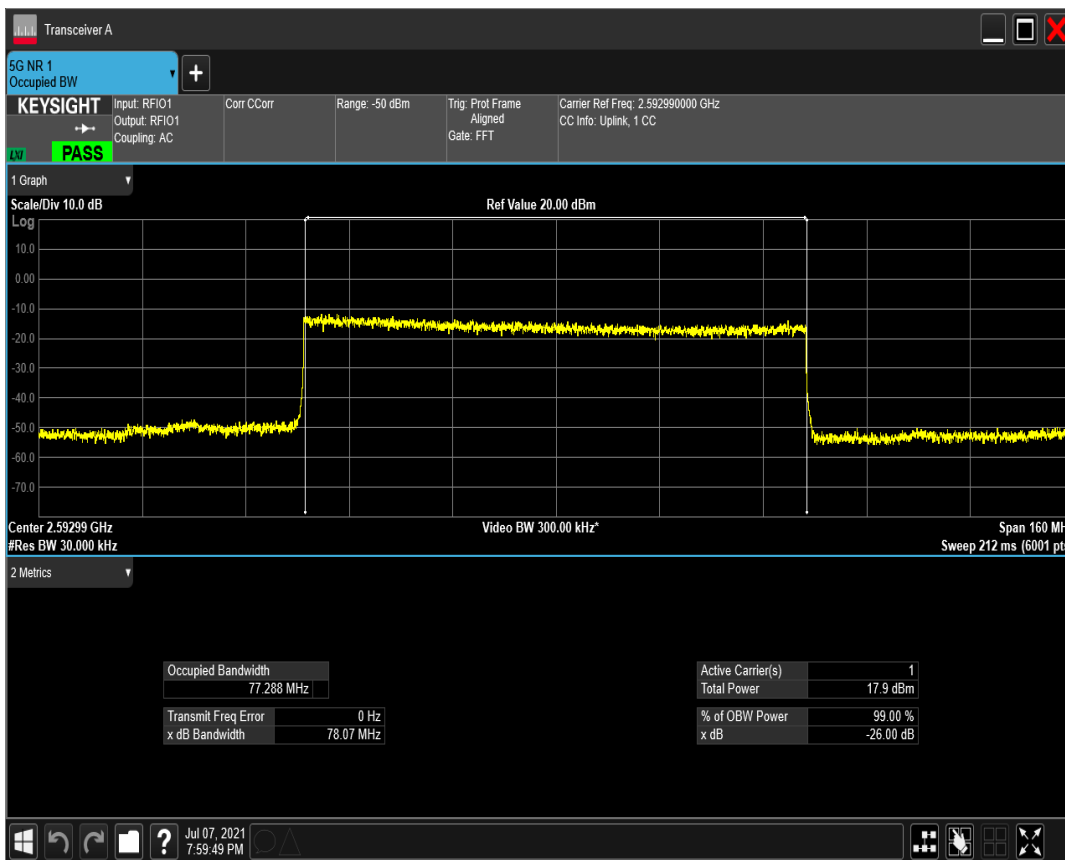 Transceiver A
5G NR 1
Occupied BW
+
KEYSIGHT
LXI
PASS
Input: RFIO1
Output: RFIO1
Coupling: AC
Corr CCorr
Range: -50 dBm
Trig: Prot Frame
Aligned
Gate: FFT
Carrier Ref Freq: 2.592990000 GHz
CC Info: Uplink, 1 CC
1 Graph
Scale/Div 10.0 dB
Ref Value 20.00 dBm
Log
10.0
0.00
-10.0
-20.0
-30.0
-40.0
-50.0
-60.0
-70.0
Center 2.59299 GHz
Video BW 300.00 kHz*
Span 160 MH
#Res BW 30.000 kHz
Sweep 212 ms (6001 pts
2 Metrics
Occupied Bandwidth
77.288 MHz
Transmit Freq Error 0 Hz
x dB Bandwidth 78.07 MHz
Active Carrier(s) 1
Total Power 17.9 dBm
% of OBW Power 99.00 %
x dB -26.00 dB
?
Jul 07, 2021
7:59:49 PM